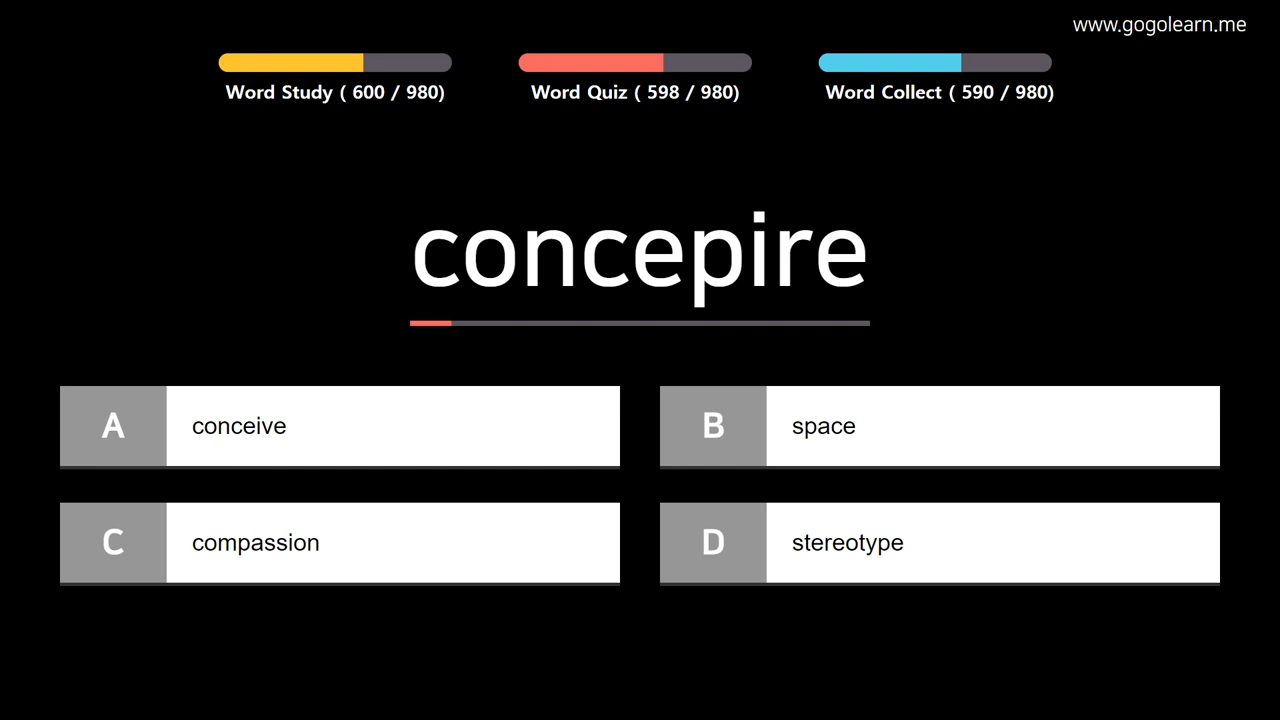 www.gogolearn.me
Word Study ( 600 / 980)
Word Quiz ( 598 / 980)
Word Collect ( 590 / 980)
concepire
A
conceive
B
space
C
compassion
D
stereotype